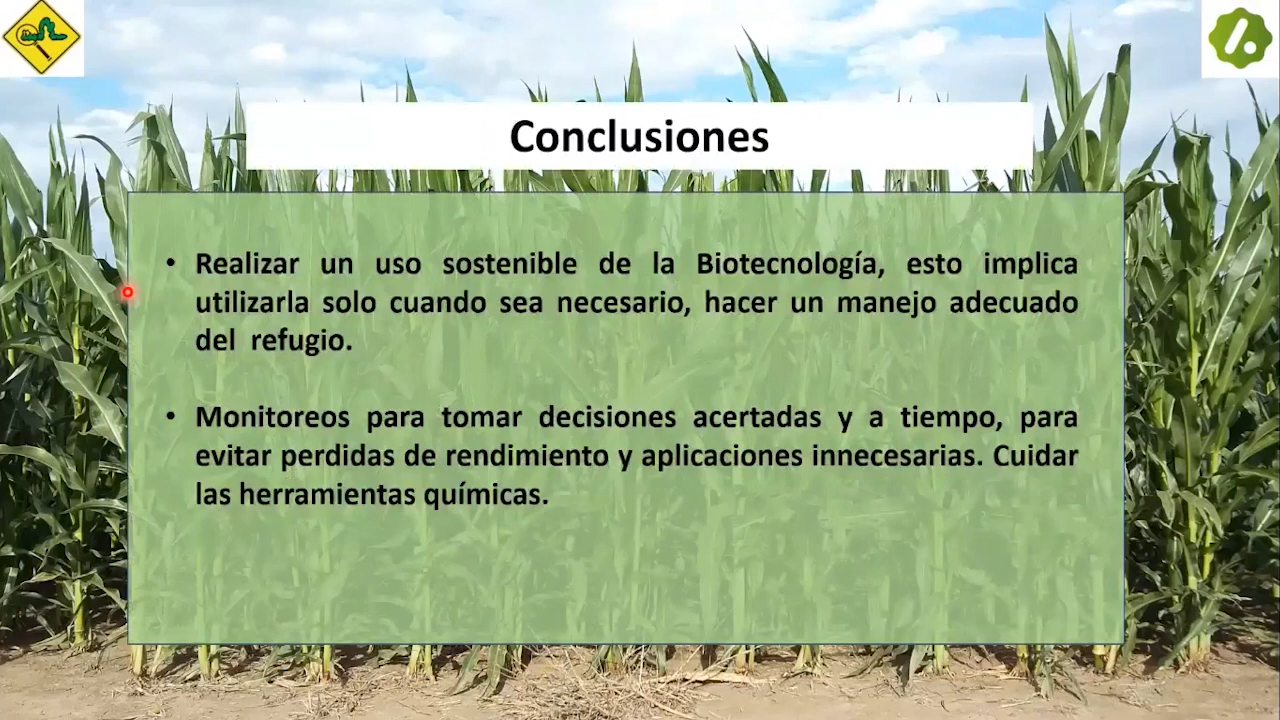 Conclusiones
• Realizar un uso sostenible de la Biotecnología, esto implica
utilizarla solo cuando sea necesario, hacer un manejo adecuado
del refugio.
• Monitoreos para tomar decisiones acertadas y a tiempo, para
evitar perdidas de rendimiento y aplicaciones innecesarias. Cuidar
las herramientas químicas.